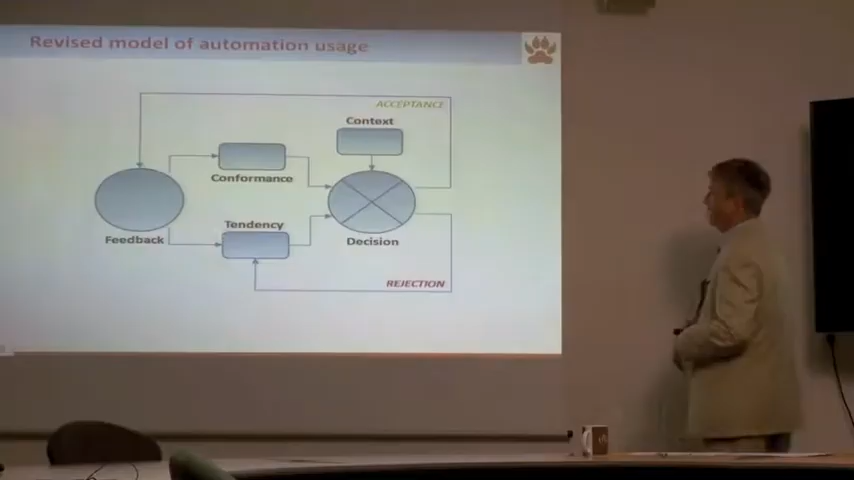 Revised model of automation usage
ACCEPTANCE
Context
Conformance
Tendency
Feedback
Decision
REJECTION